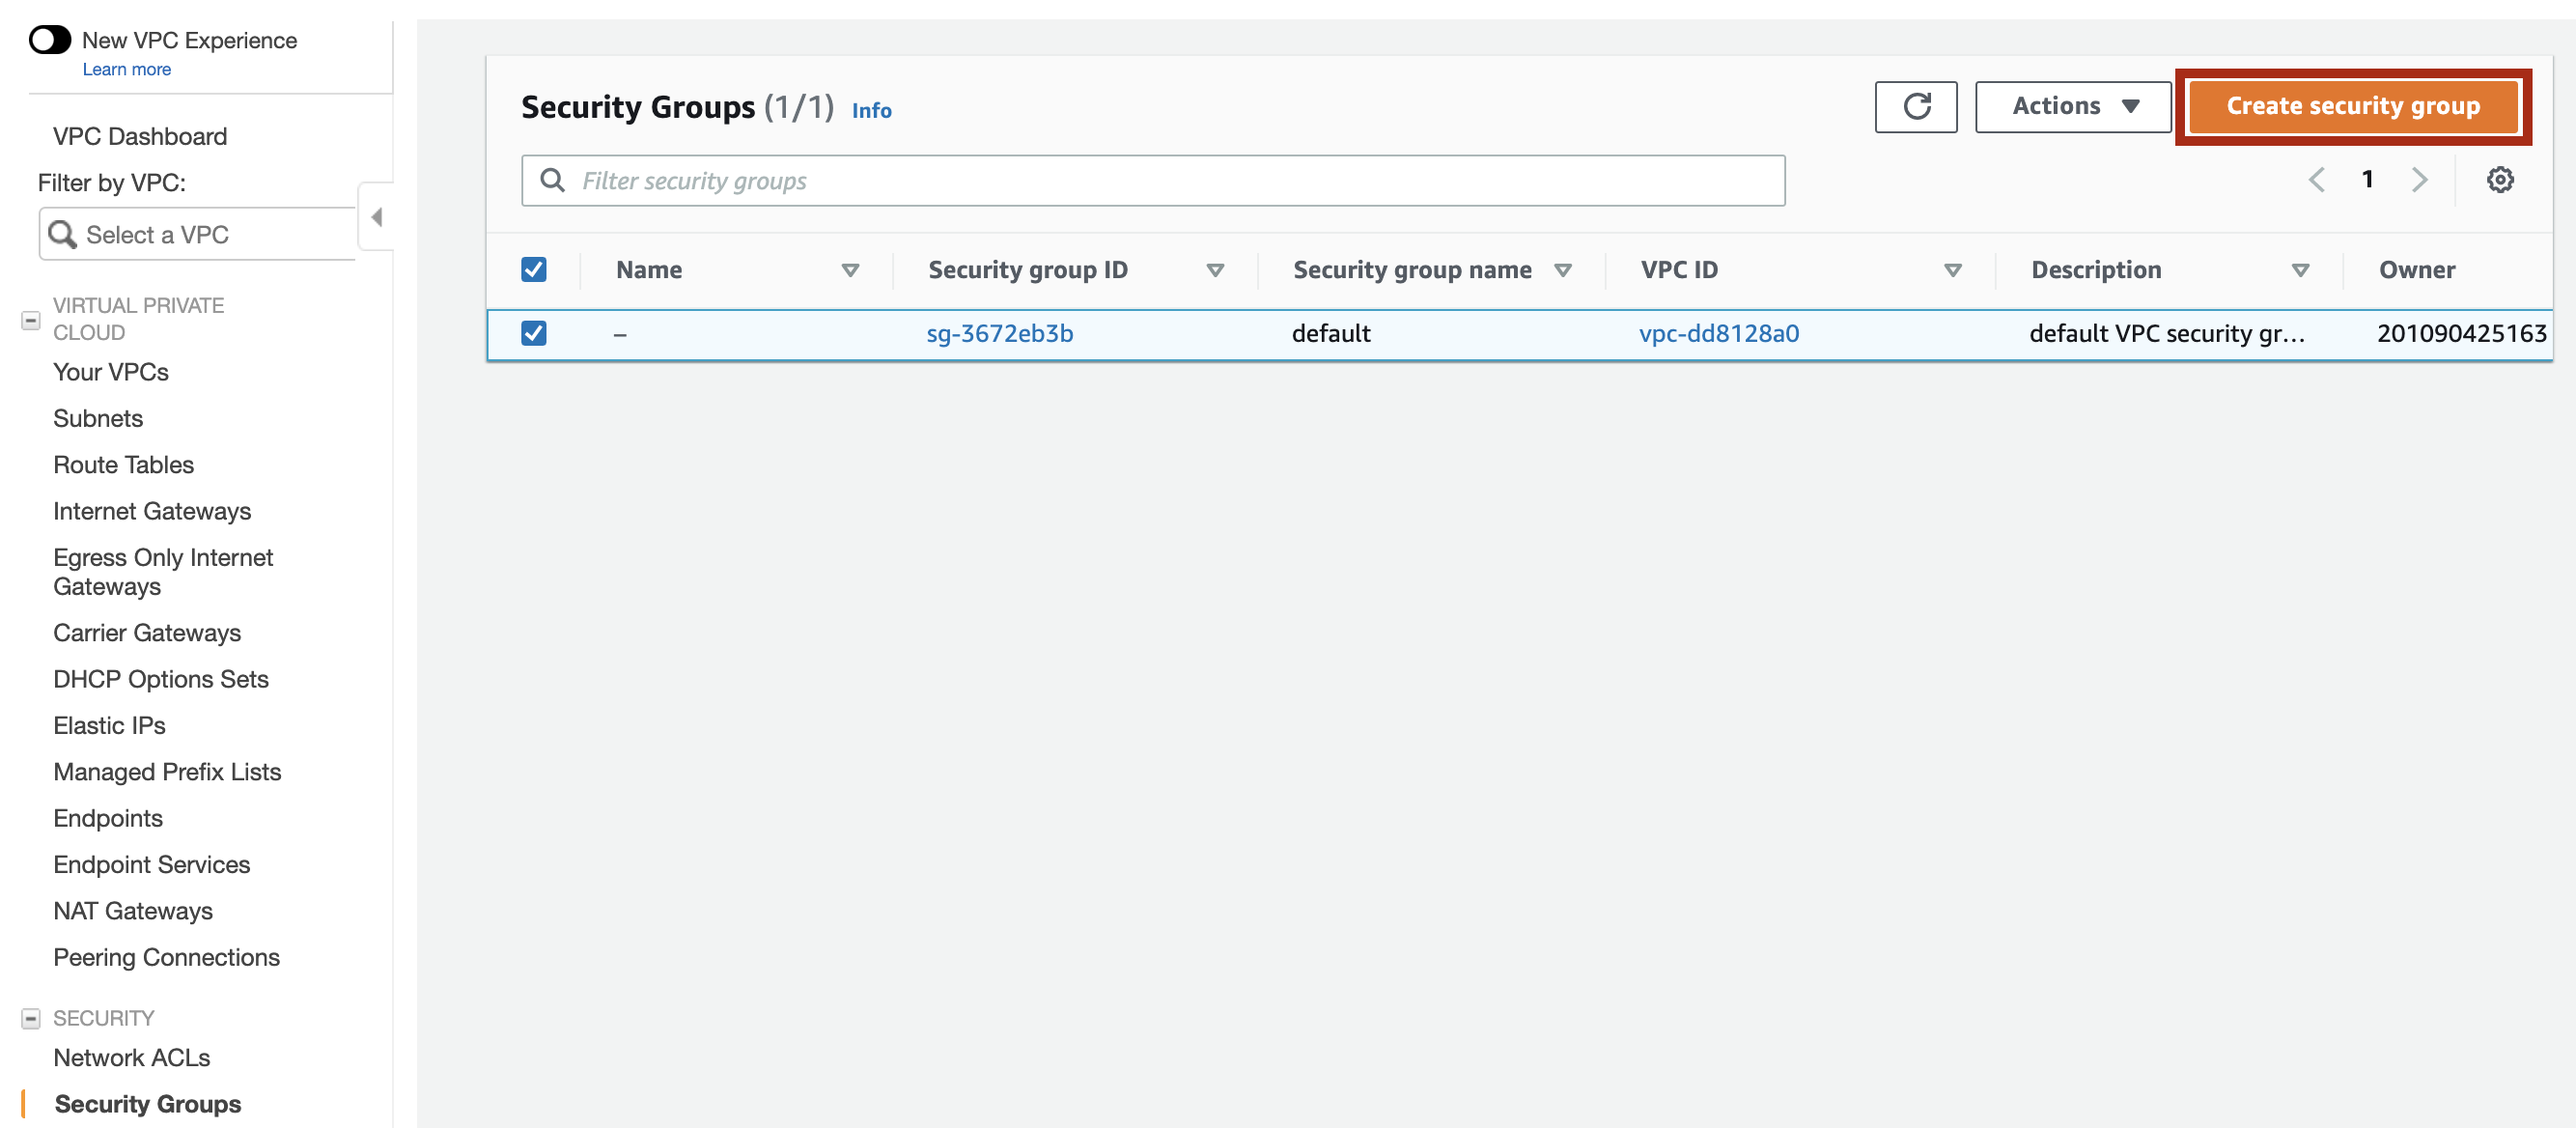 New VPC Experience
Learn more
VPC Dashboard
Filter by VPC:
Select a VPC
VIRTUAL PRIVATE
CLOUD
Your VPCs
Subnets
Route Tables
Internet Gateways
Egress Only Internet
Gateways
Carrier Gateways
DHCP Options Sets
Elastic IPs
Managed Prefix Lists
Endpoints
Endpoint Services
NAT Gateways
Peering Connections
SECURITY
Network ACLs
Security Groups
Security Groups (1/1) Info
Actions
Create security group
Filter security groups
1
Name Security group ID Security group name VPC ID Description Owner
– sg-3672eb3b default vpc-dd8128a0 default VPC security gr... 201090425163